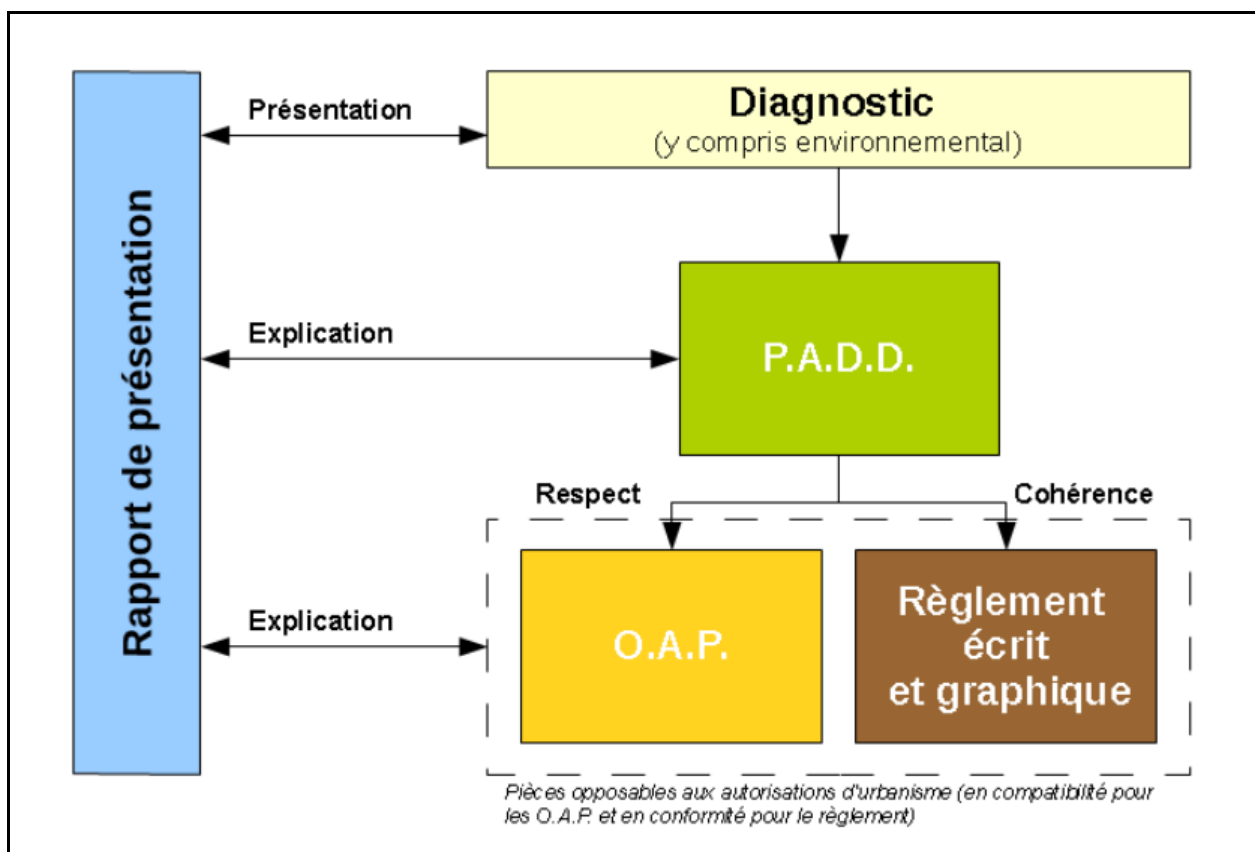 Rapport de présentation
Présentation
Diagnostic
(y compris environnemental)
Explication
P.A.D.D.
Respect
Cohérence
Explication
O.A.P.
Règlement
écrit
et graphique
Pièces opposables aux autorisations d'urbanisme (en compatibilité pour
les O.A.P. et en conformité pour le règlement)